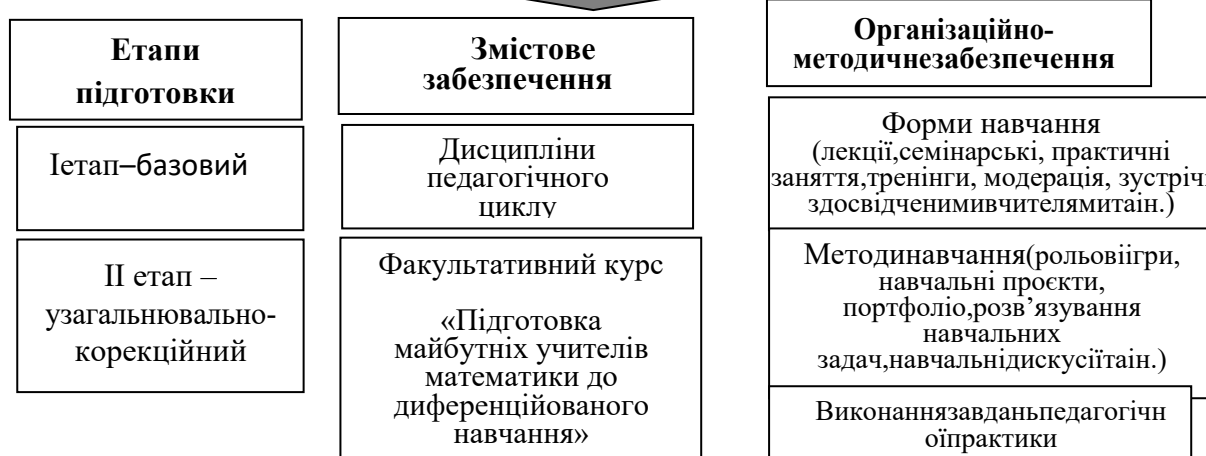 Етапи
підготовки
Іетап–базовий
ІІ етап –
узагальнювально-
корекційний
Змістове
забезпечення
Дисципліни
педагогічного
циклу
Факультативний курс
«Підготовка
майбутніх учителів
математики до
диференційованого
навчання»
Організаційно-
методичнезабезпечення
Форми навчання
(лекції,семінарські, практичні
заняття,тренінги, модерація, зустрічі
здосвідченимивчителямитаін.)
Методинавчання(рольовіігри,
навчальні проєкти,
портфоліо,розв’язування
навчальних
задач,навчальнідискусіїтаін.)
Виконаннязавданьпедагогічн
оїпрактики